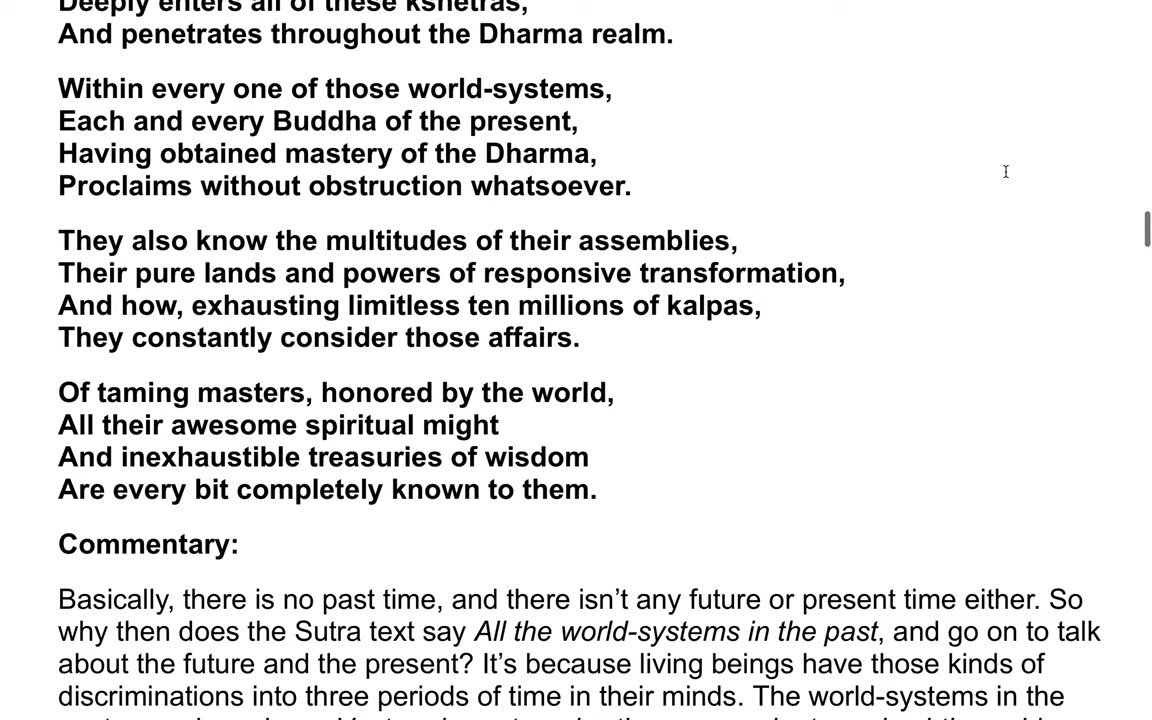 Deeply enters all of these kshetras,
And penetrates throughout the Dharma realm.
Within every one of those world-systems,
Each and every Buddha of the present,
Having obtained mastery of the Dharma,
Proclaims without obstruction whatsoever.
They also know the multitudes of their assemblies,
Their pure lands and powers of responsive transformation,
And how, exhausting limitless ten millions of kalpas,
They constantly consider those affairs.
Of taming masters, honored by the world,
All their awesome spiritual might
And inexhaustible treasuries of wisdom
Are every bit completely known to them.
Commentary:
Basically, there is no past time, and there isn’t any future or present time either. So
why then does the Sutra text say All the world-systems in the past, and go on to talk
about the future and the present? It’s because living beings have those kinds of
discriminations into three periods of time in their minds. The world-systems in the